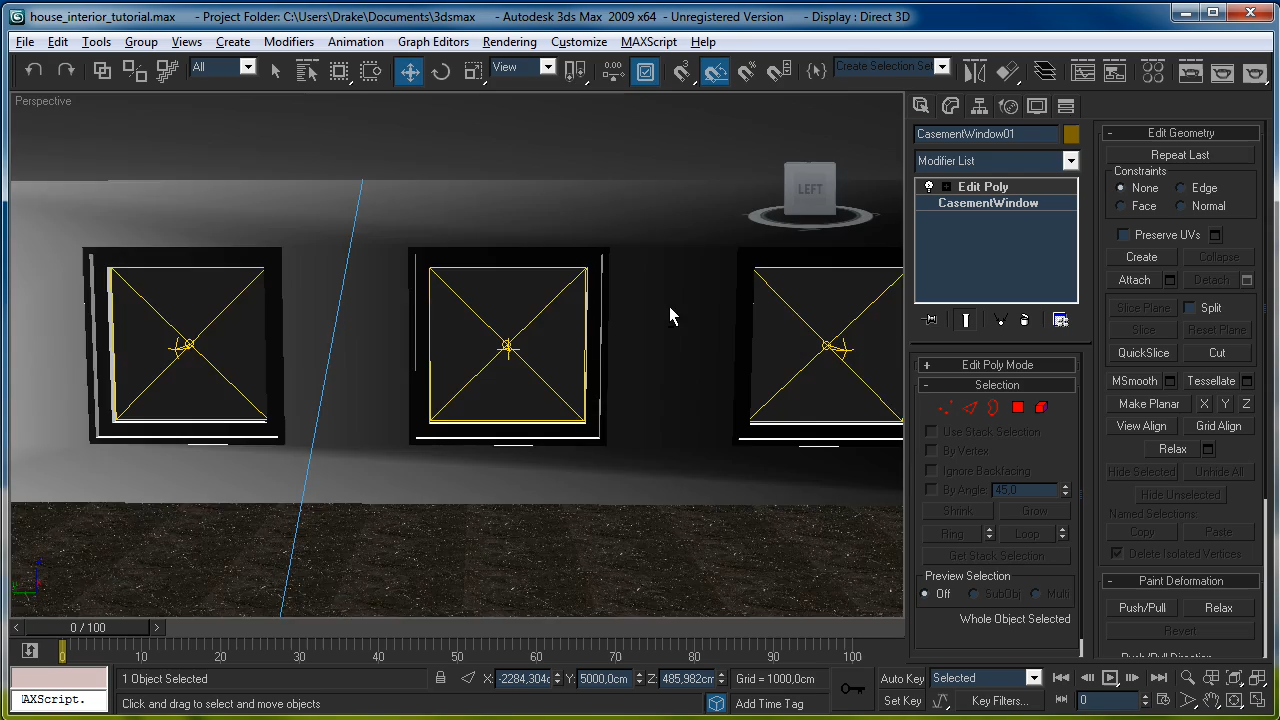 house_interior_tutorial.max - Project Folder: C:\Users\Drake\Documents\3dsmax - Autodesk 3ds Max 2009 x64 - Unregistered Version - Display : Direct 3D
File Edit Tools Group Views Create Modifiers Animation Graph Editors Rendering Customize MAXScript Help
All View 0.00 3 Create Selection Set
Perspective
LEFT
CasementWindow01
Modifier List
Edit Poly
CasementWindow
Edit Poly Mode
Selection
Use Stack Selection
By Vertex
Ignore Backfacing
By Angle: 45,0
Shrink Grow
Ring Loop
Get Stack Selection
Preview Selection
Off SubObj Multi
Whole Object Selected
Edit Geometry
Repeat Last
Constraints
None Edge
Face Normal
Preserve UVs
Create Collapse
Attach Detach
Slice Plane Split
Slice Reset Plane
QuickSlice Cut
MSmooth Tessellate
Make Planar X Y Z
View Align Grid Align
Relax
Hide Selected Unhide All
Hide Unselected
Named Selections:
Copy Paste
Delete Isolated Vertices
Paint Deformation
Push/Pull Relax
Revert
Push/Pull Direction
0 / 100
0 10 20 30 40 50 60 70 80 90 100
1 Object Selected X: -2284,304c Y: 5000,0cm Z: 485,982cm Grid = 1000,0cm Auto Key Selected
AXScript. Click and drag to select and move objects Add Time Tag Set Key Key Filters... 0